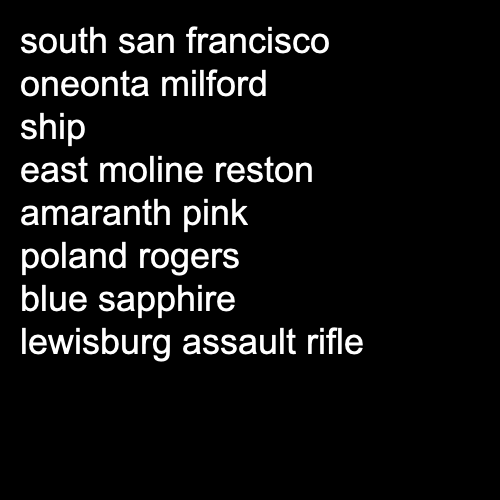 south san francisco
oneonta milford
ship
east moline reston
amaranth pink
poland rogers
blue sapphire
lewisburg assault rifle